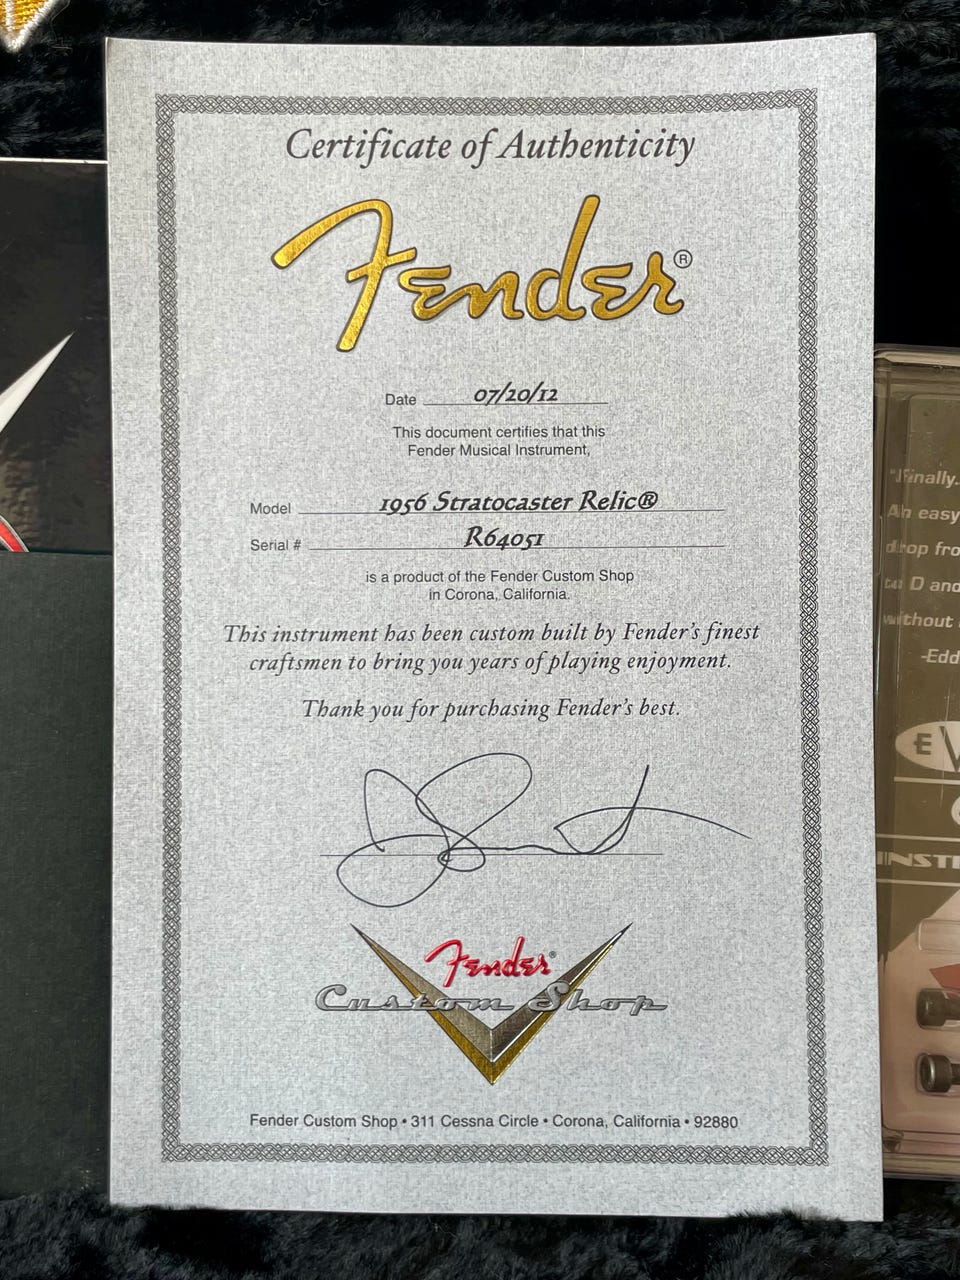 Certificate of Authenticity
Fender®
Date 07/20/12
This document certifies that this
Fender Musical Instrument,
Model 1956 Stratocaster Relic®
Serial # R64051
is a product of the Fender Custom Shop
in Corona, California.
This instrument has been custom built by Fender's finest
craftsmen to bring you years of playing enjoyment.
Thank you for purchasing Fender's best.
Fender®
Custom Shop
Fender Custom Shop • 311 Cessna Circle • Corona, California • 92880
"Finally.
An easy
drop fro
to D and
without
-Edd
EV
INST